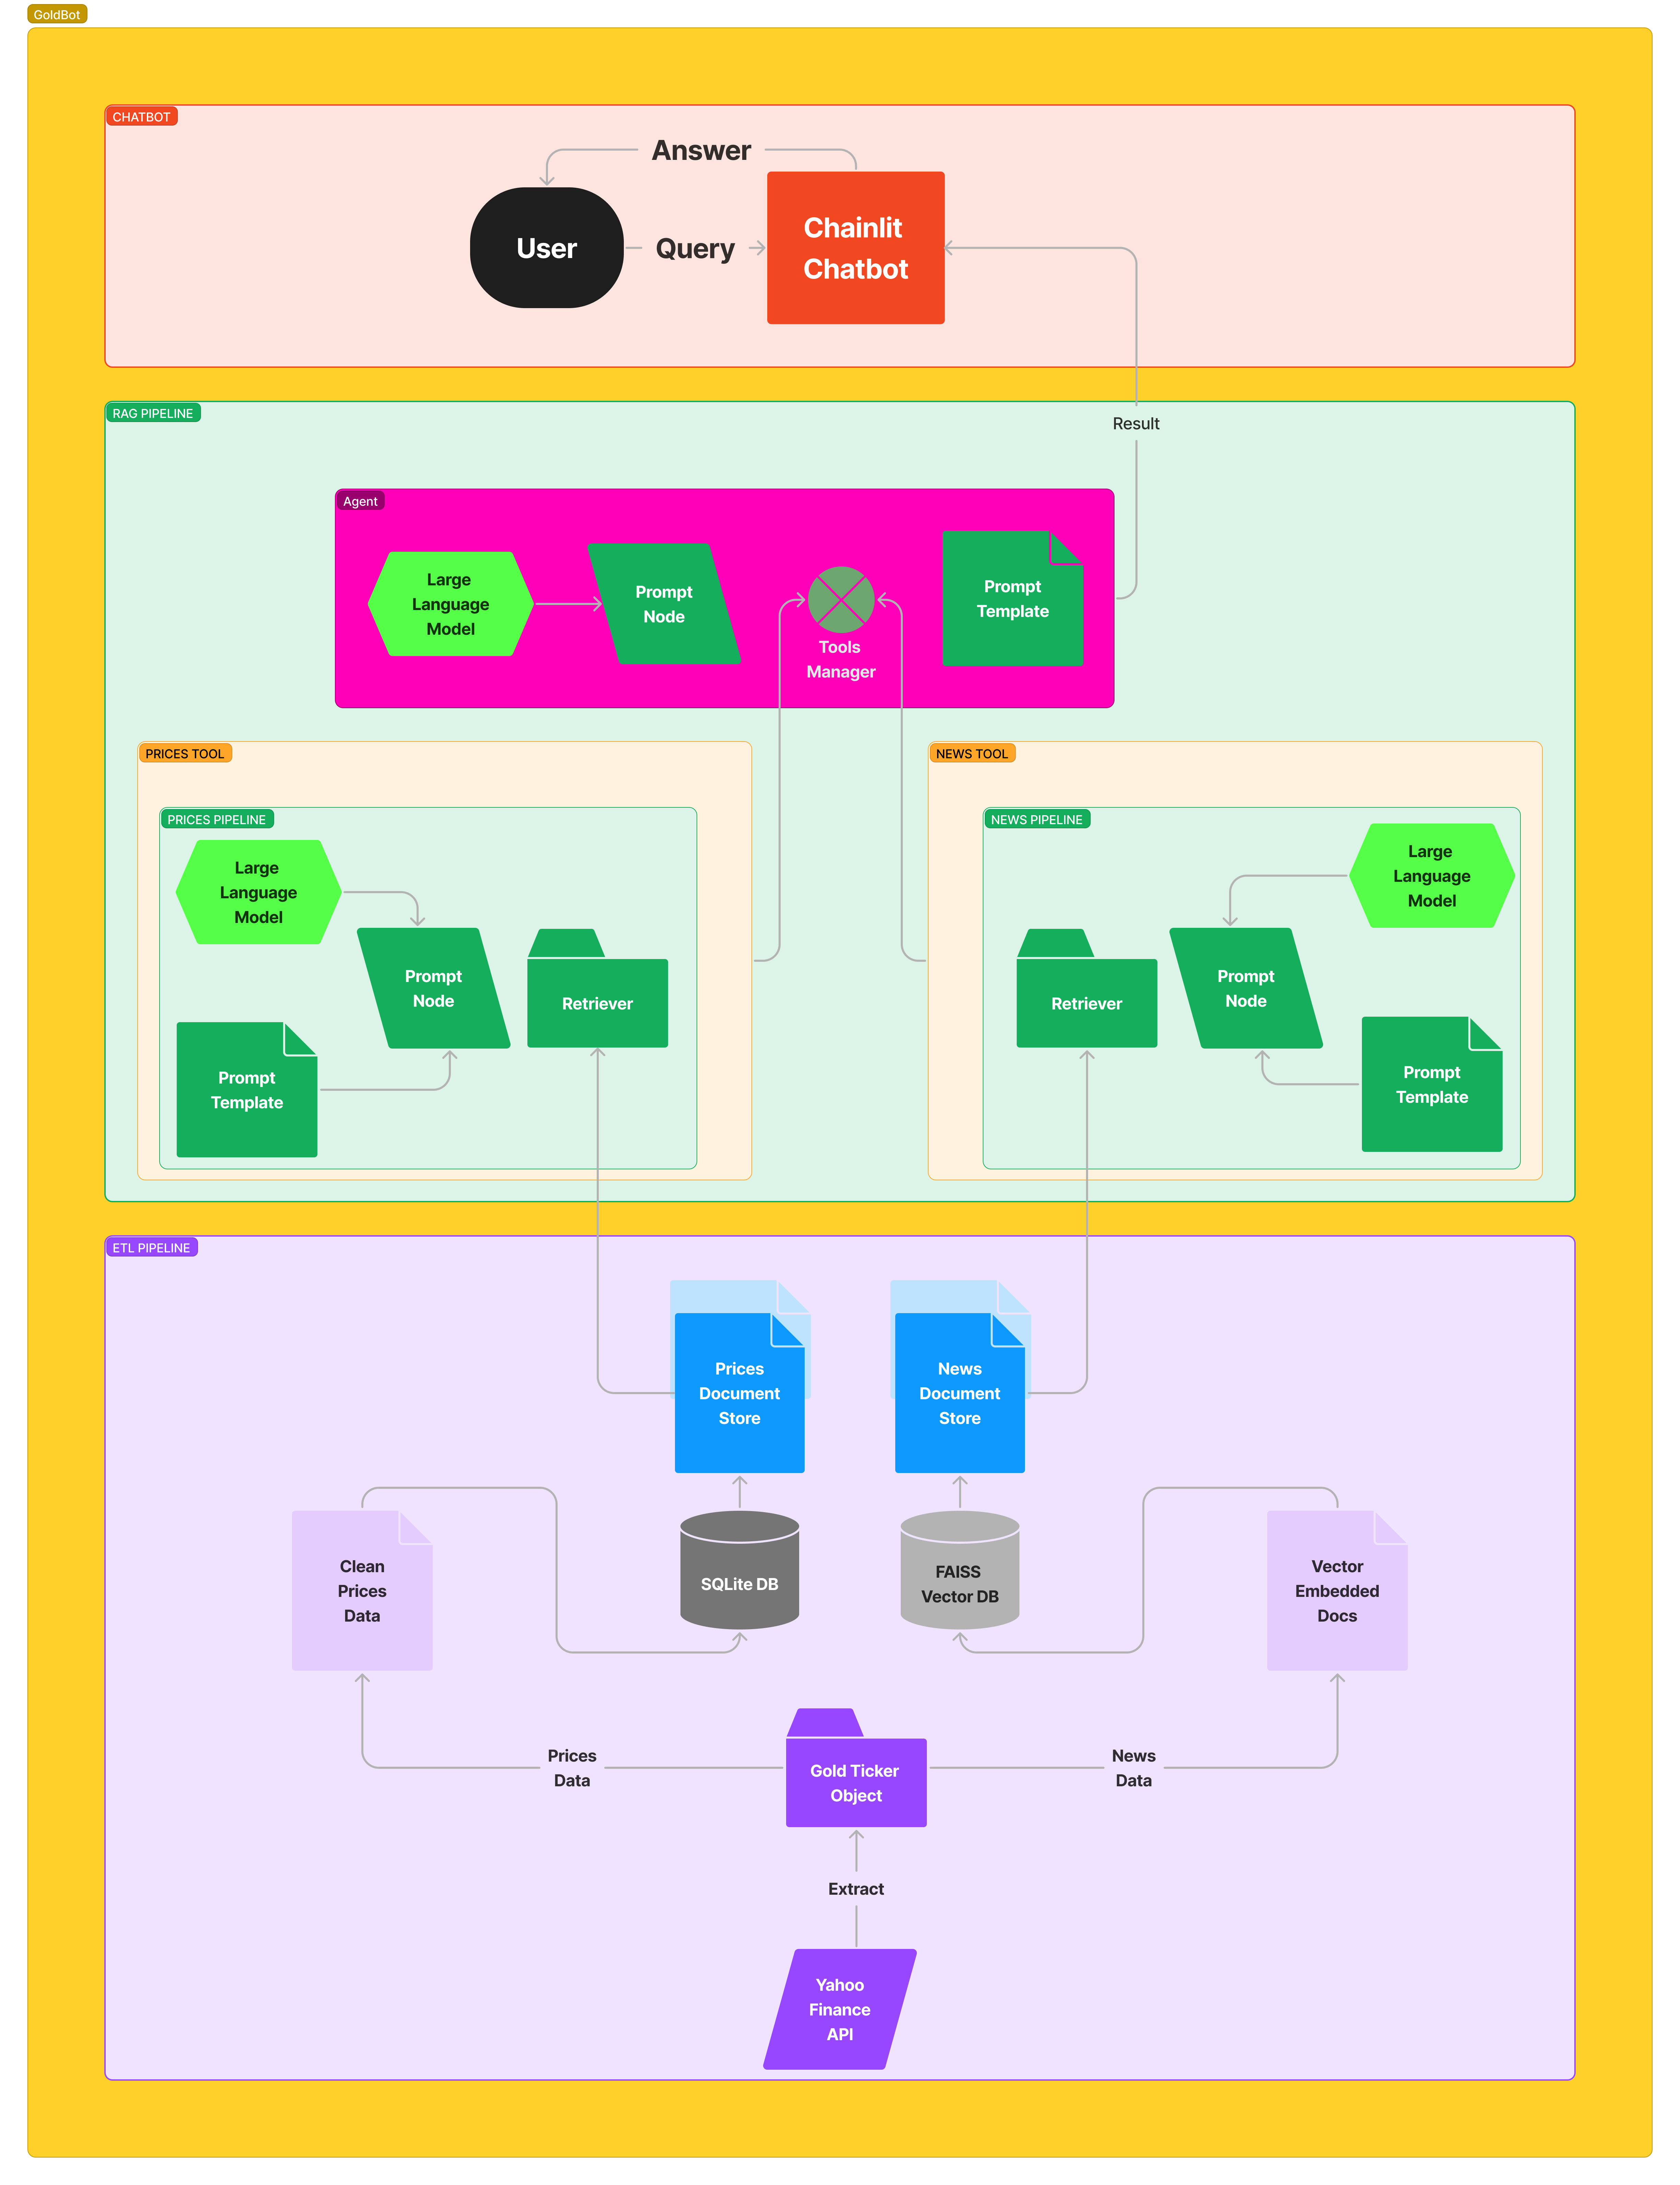 GoldBot
CHATBOT
Answer
User
Query
Chainlit
Chatbot
RAG PIPELINE
Result
Agent
Large
Language
Model
Prompt
Node
Tools
Manager
Prompt
Template
PRICES TOOL
PRICES PIPELINE
Large
Language
Model
Prompt
Node
Retriever
Prompt
Template
NEWS TOOL
NEWS PIPELINE
Large
Language
Model
Retriever
Prompt
Node
Prompt
Template
ETL PIPELINE
Prices
Document
Store
News
Document
Store
Clean
Prices
Data
SQLite DB
FAISS
Vector DB
Vector
Embedded
Docs
Prices
Data
Gold Ticker
Object
News
Data
Extract
Yahoo
Finance
API